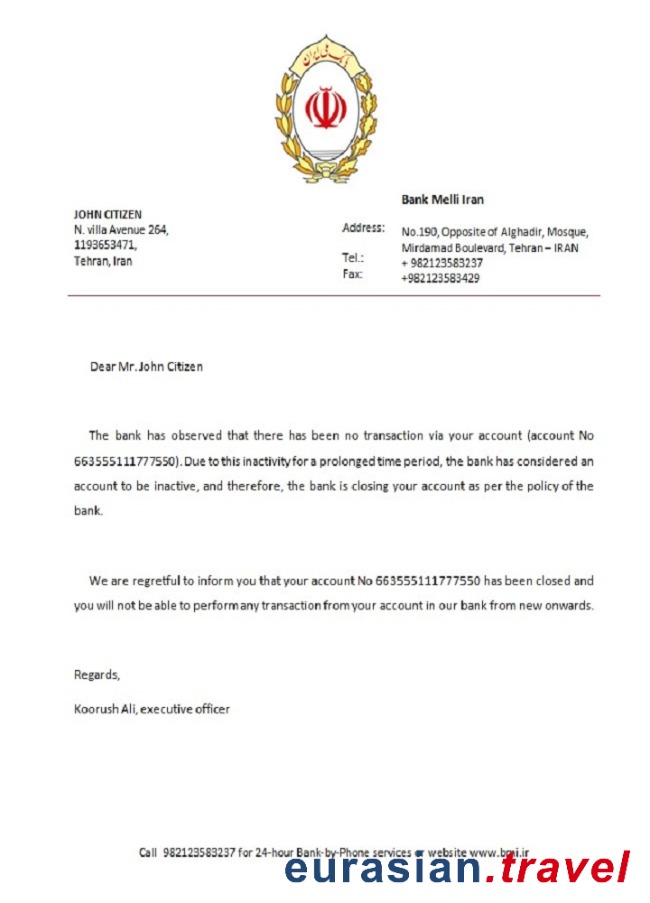 بانک ملی ایران
JOHN CITIZEN
N. villa Avenue 264,
1193653471,
Tehran, Iran
Bank Melli Iran
Address: No.190, Opposite of Alghadir, Mosque,
Mirdamad Boulevard, Tehran – IRAN
Tel.: + 982123583237
Fax: +982123583429
Dear Mr. John Citizen
The bank has observed that there has been no transaction via your account (account No
663555111777550). Due to this inactivity for a prolonged time period, the bank has considered an
account to be inactive, and therefore, the bank is closing your account as per the policy of the
bank.
We are regretful to inform you that your account No 663555111777550 has been closed and
you will not be able to perform any transaction from your account in our bank from new onwards.
Regards,
Koorush Ali, executive officer
Call 982123583237 for 24-hour Bank-by-Phone services or website www.bmi.ir
eurasian.travel